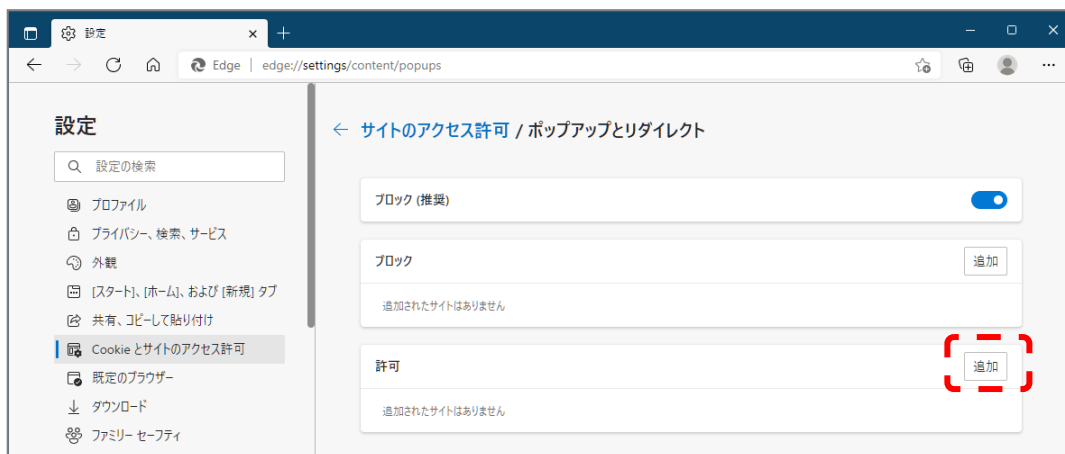 設定
Edge | edge://settings/content/popups
設定
設定の検索
プロファイル
プライバシー、検索、サービス
外観
[スタート]、[ホーム]、および [新規] タブ
共有、コピーして貼り付け
Cookie とサイトのアクセス許可
既定のブラウザー
ダウンロード
ファミリー セーフティ
サイトのアクセス許可 / ポップアップとリダイレクト
ブロック (推奨)
ブロック 追加
追加されたサイトはありません
許可 追加
追加されたサイトはありません